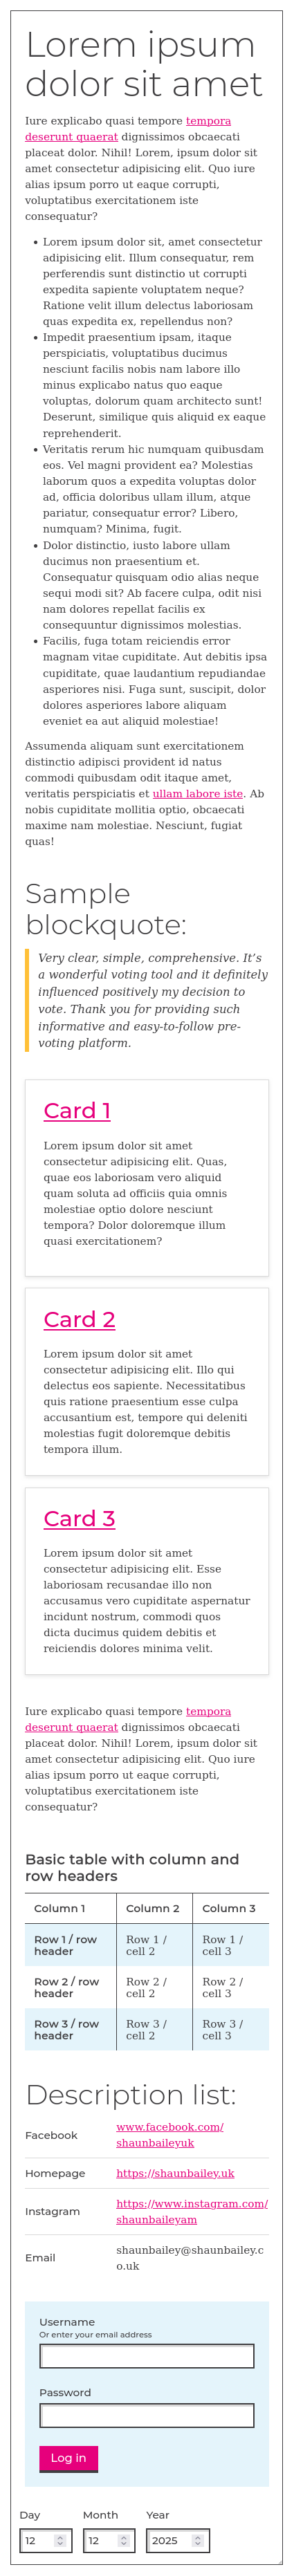 Lorem ipsum
dolor sit amet
Iure explicabo quasi tempore tempora
deserunt quaerat dignissimos obcaecati
placeat dolor. Nihil! Lorem, ipsum dolor sit
amet consectetur adipisicing elit. Quo iure
alias ipsum porro ut eaque corrupti,
voluptatibus exercitationem iste
consequatur?
• Lorem ipsum dolor sit, amet consectetur
adipisicing elit. Illum consequatur, rem
perferendis sunt distinctio ut corrupti
expedita sapiente voluptatem neque?
Ratione velit illum delectus laboriosam
quas expedita ex, repellendus non?
• Impedit praesentium ipsam, itaque
perspiciatis, voluptatibus ducimus
nesciunt facilis nobis nam labore illo
minus explicabo natus quo eaque
voluptas, dolorum quam architecto sunt!
Deserunt, similique quis aliquid ex eaque
reprehenderit.
• Veritatis rerum hic numquam quibusdam
eos. Vel magni provident ea? Molestias
laborum quos a expedita voluptas dolor
ad, officia doloribus ullam illum, atque
pariatur, consequatur error? Libero,
numquam? Minima, fugit.
• Dolor distinctio, iusto labore ullam
ducimus non praesentium et.
Consequatur quisquam odio alias neque
sequi modi sit? Ab facere culpa, odit nisi
nam dolores repellat facilis ex
consequuntur dignissimos molestias.
• Facilis, fuga totam reiciendis error
magnam vitae cupiditate. Aut debitis ipsa
cupiditate, quae laudantium repudiandae
asperiores nisi. Fuga sunt, suscipit, dolor
dolores asperiores labore aliquam
eveniet ea aut aliquid molestiae!
Assumenda aliquam sunt exercitationem
distinctio adipisci provident id natus
commodi quibusdam odit itaque amet,
veritatis perspiciatis et ullam labore iste. Ab
nobis cupiditate mollitia optio, obcaecati
maxime nam molestiae. Nesciunt, fugiat
quas!
Sample
blockquote:
Very clear, simple, comprehensive. It’s
a wonderful voting tool and it definitely
influenced positively my decision to
vote. Thank you for providing such
informative and easy-to-follow pre-
voting platform.
Card 1
Lorem ipsum dolor sit amet
consectetur adipisicing elit. Quas,
quae eos laboriosam vero aliquid
quam soluta ad officiis quia omnis
molestiae optio dolore nesciunt
tempora? Dolor doloremque illum
quasi exercitationem?
Card 2
Lorem ipsum dolor sit amet
consectetur adipisicing elit. Illo qui
delectus eos sapiente. Necessitatibus
quis ratione praesentium esse culpa
accusantium est, tempore qui deleniti
molestias fugit doloremque debitis
tempora illum.
Card 3
Lorem ipsum dolor sit amet
consectetur adipisicing elit. Esse
laboriosam recusandae illo non
accusamus vero cupiditate aspernatur
incidunt nostrum, commodi quos
dicta ducimus quidem debitis et
reiciendis dolores minima velit.
Iure explicabo quasi tempore tempora
deserunt quaerat dignissimos obcaecati
placeat dolor. Nihil! Lorem, ipsum dolor sit
amet consectetur adipisicing elit. Quo iure
alias ipsum porro ut eaque corrupti,
voluptatibus exercitationem iste
consequatur?
Basic table with column and
row headers
Column 1 Column 2 Column 3
Row 1 / row header Row 1 / cell 2 Row 1 / cell 3
Row 2 / row header Row 2 / cell 2 Row 2 / cell 3
Row 3 / row header Row 3 / cell 2 Row 3 / cell 3
Description list:
Facebook
www.facebook.com/
shaunbaileyuk
Homepage
https://shaunbailey.uk
Instagram
https://www.instagram.com/
shaunbaileyam
Email
shaunbailey@shaunbailey.c
o.uk
Username
Or enter your email address
Password
Log in
Day Month Year
12 12 2025